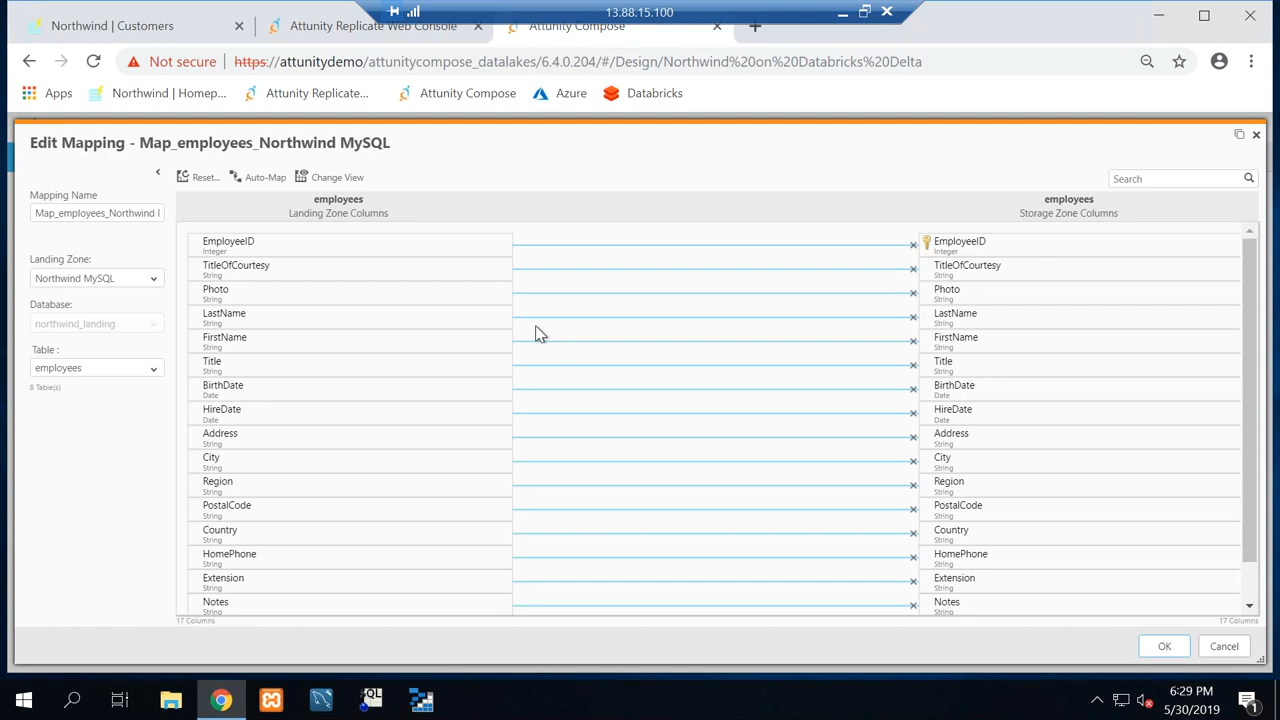 13.88.15.100
Northwind | Customers
Attunity Replicate Web Console
Attunity Compose
Not secure
https://attunitydemo/attunitycompose_datalakes/6.4.0.204/#/Design/Northwind%20on%20Databricks%20Delta
Apps
Northwind | Homep...
Attunity Replicate...
Attunity Compose
Azure
Databricks
Edit Mapping - Map_employees_Northwind MySQL
Reset...
Auto-Map
Change View
Search
Mapping Name
Map_employees_Northwind
Landing Zone:
Northwind MySQL
Database:
northwind_landing
Table :
employees
8 Table(s)
employees
Landing Zone Columns
EmployeeID
Integer
TitleOfCourtesy
String
Photo
String
LastName
String
FirstName
String
Title
String
BirthDate
Date
HireDate
Date
Address
String
City
String
Region
String
PostalCode
String
Country
String
HomePhone
String
Extension
String
Notes
String
17 Columns
employees
Storage Zone Columns
EmployeeID
Integer
TitleOfCourtesy
String
Photo
String
LastName
String
FirstName
String
Title
String
BirthDate
Date
HireDate
Date
Address
String
City
String
Region
String
PostalCode
String
Country
String
HomePhone
String
Extension
String
Notes
String
17 Columns
OK
Cancel
SQL
6:29 PM
5/30/2019
1